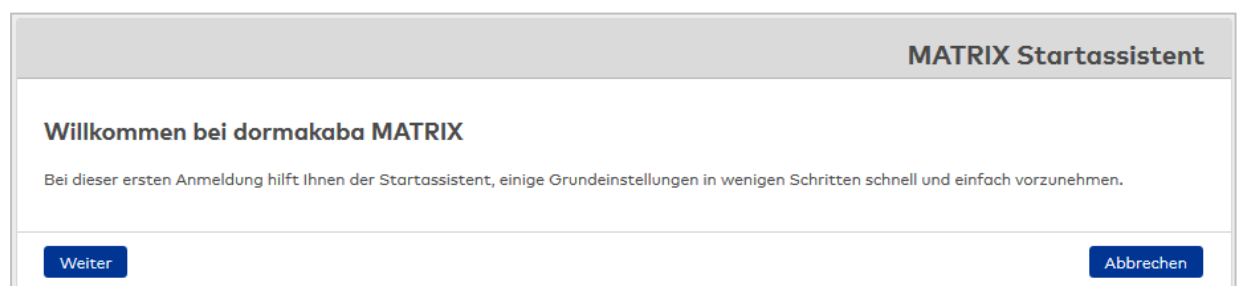 MATRIX Startassistent
Willkommen bei dormakaba MATRIX
Bei dieser ersten Anmeldung hilft Ihnen der Startassistent, einige Grundeinstellungen in wenigen Schritten schnell und einfach vorzunehmen.
Weiter
Abbrechen